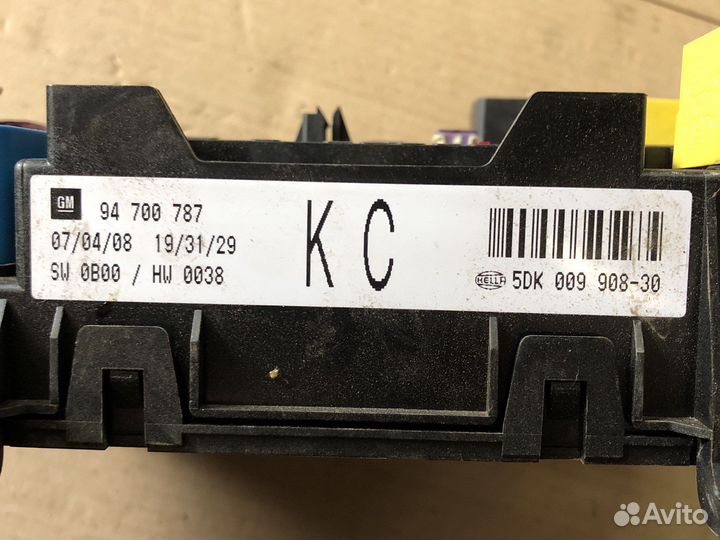 GM 94 700 787
07/04/08 19/31/29
SW 0B00 / HW 0038
KC
HELLA 5DK 009 908-30
Avito